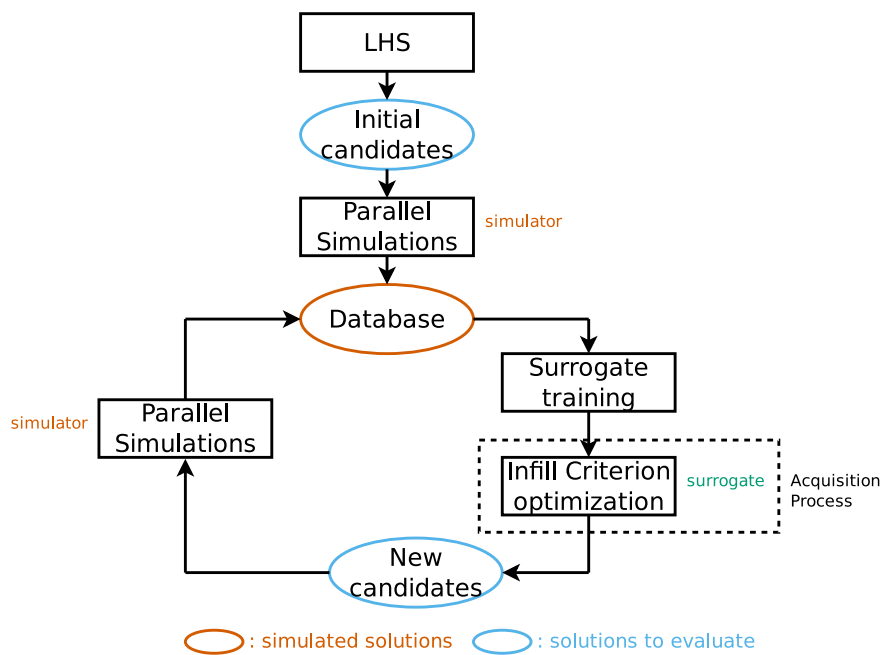 LHS
Initial
candidates
Parallel
Simulations
simulator
Database
Surrogate
training
simulator
Parallel
Simulations
Infill Criterion
optimization
surrogate
Acquisition
Process
New
candidates
: simulated solutions
: solutions to evaluate